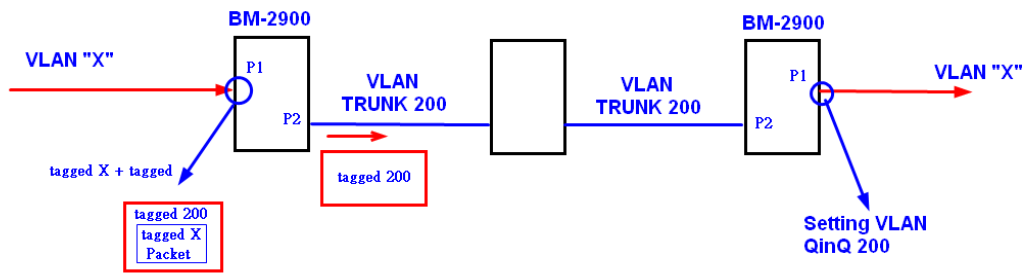 BM-2900
BM-2900
VLAN "X"
P1
P2
VLAN
TRUNK 200
VLAN
TRUNK 200
P1
P2
VLAN "X"
tagged X + tagged
tagged 200
tagged X
Packet
tagged 200
Setting VLAN
QinQ 200